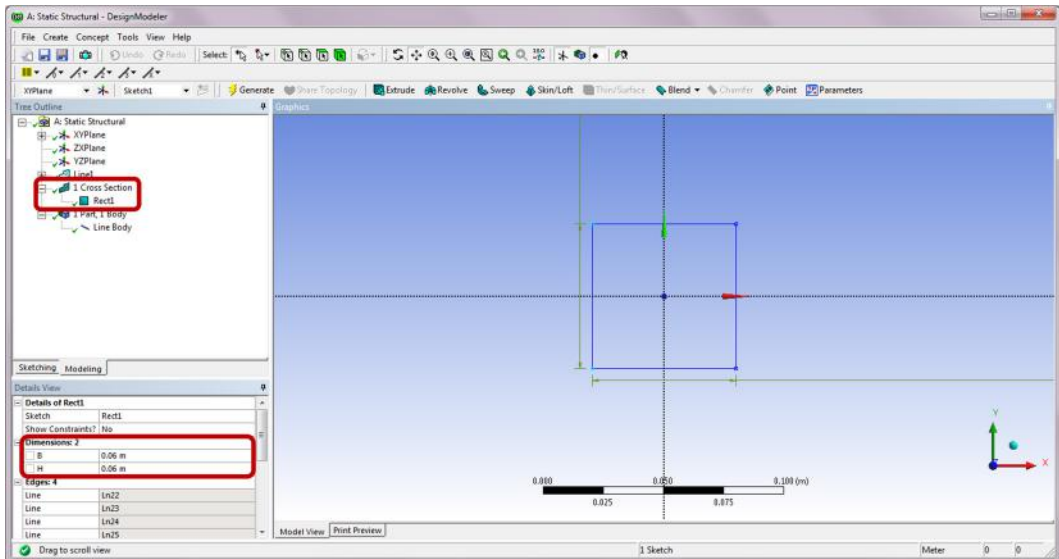 A: Static Structural - DesignModeler
File Create Concept Tools View Help
Undo Redo Select:
XYPlane Sketch1 Generate Share Topology Extrude Revolve Sweep Skin/Loft Thin/Surface Blend Chamfer Point Parameters
Tree Outline
A: Static Structural
XYPlane
ZXPlane
YZPlane
Line1
1 Cross Section
Rect1
1 Part, 1 Body
Line Body
Sketching Modeling
Details View
Details of Rect1
Sketch Rect1
Show Constraints? No
Dimensions: 2
B 0.06 m
H 0.06 m
Edges: 4
Line Ln22
Line Ln23
Line Ln24
Line Ln25
Graphics
Y
X
0.000 0.050 0.100 (m)
0.025 0.075
Model View Print Preview
Drag to scroll view 1 Sketch Meter 0 0